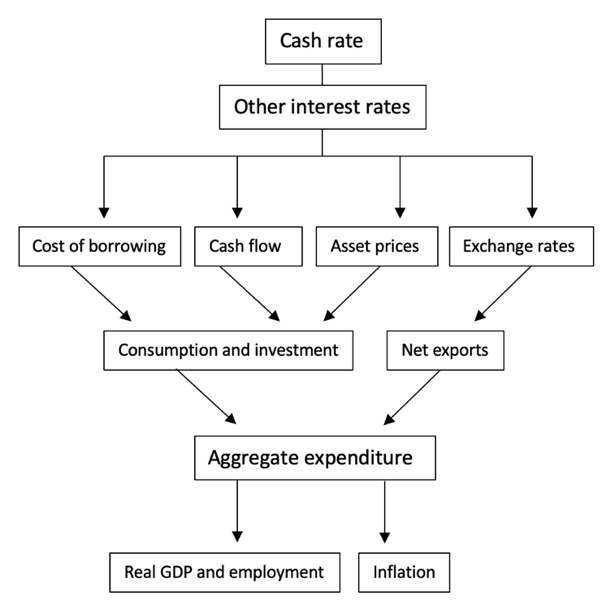 Cash rate
Other interest rates
Cost of borrowing
Cash flow
Asset prices
Exchange rates
Consumption and investment
Net exports
Aggregate expenditure
Real GDP and employment
Inflation